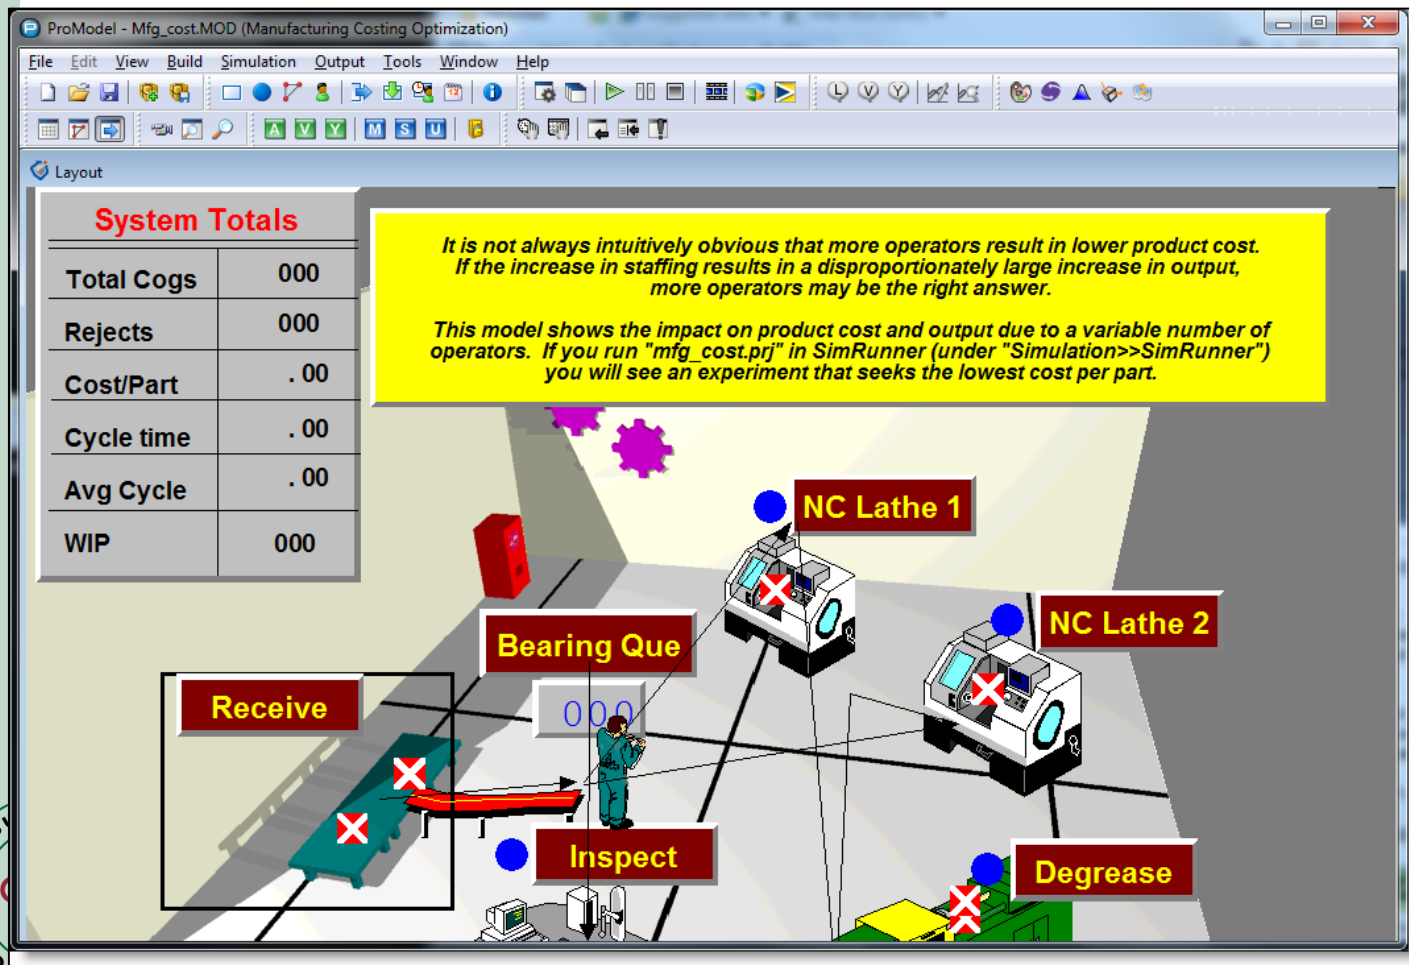 ProModel - Mfg_cost.MOD (Manufacturing Costing Optimization)
File Edit View Build Simulation Output Tools Window Help
L V Y
A V Y M S U
Layout
System Totals
Total Cogs 000
Rejects 000
Cost/Part .00
Cycle time .00
Avg Cycle .00
WIP 000
It is not always intuitively obvious that more operators result in lower product cost.
If the increase in staffing results in a disproportionately large increase in output,
more operators may be the right answer.
This model shows the impact on product cost and output due to a variable number of
operators. If you run "mfg_cost.prj" in SimRunner (under "Simulation>>SimRunner")
you will see an experiment that seeks the lowest cost per part.
NC Lathe 1
NC Lathe 2
Bearing Que
000
Receive
Inspect
Degrease